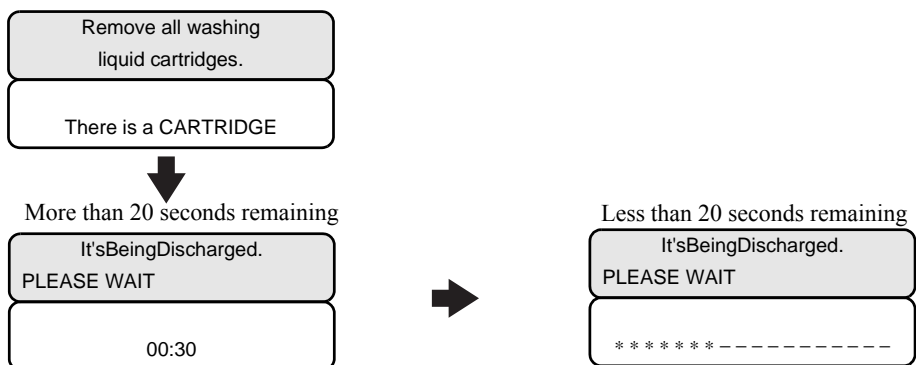 Remove all washing
liquid cartridges.
There is a CARTRIDGE
More than 20 seconds remaining
It'sBeingDischarged.
PLEASE WAIT
00:30
Less than 20 seconds remaining
It'sBeingDischarged.
PLEASE WAIT
*******−−−−−−−−−−−